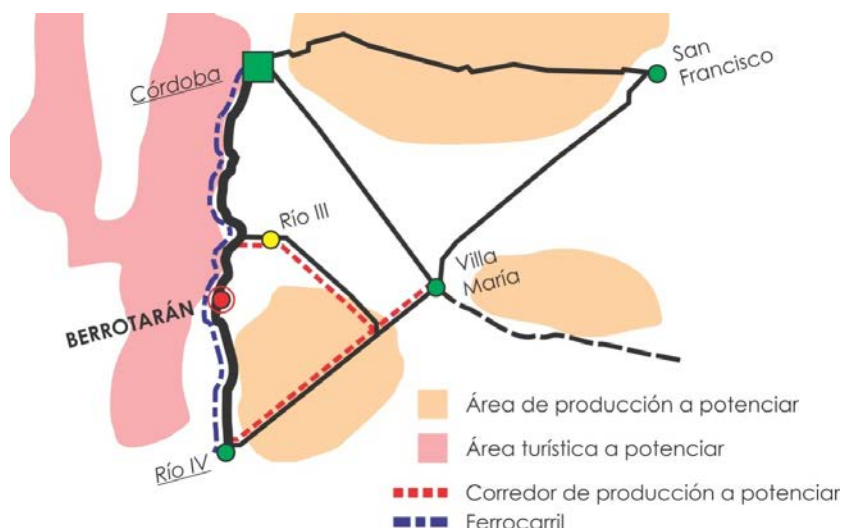 San
Francisco
Córdoba
Río III
Villa
María
BERROTARÁN
Río IV
Área de producción a potenciar
Área turística a potenciar
Corredor de producción a potenciar
Ferrocarril